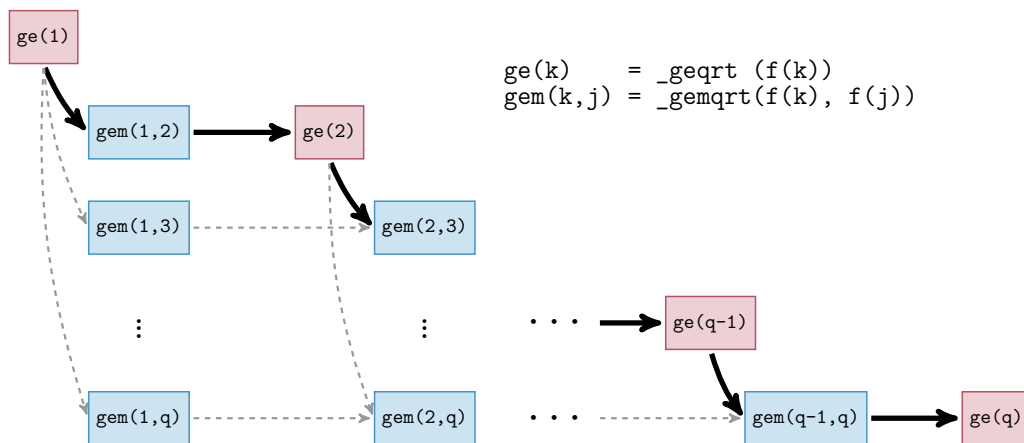 ge(1)
ge(k)    = _geqrt (f(k))
gem(k,j) = _gemqrt(f(k), f(j))
gem(1,2) ge(2)
gem(1,3) gem(2,3)
⋮ ⋮ ··· ge(q-1)
gem(1,q) gem(2,q) ··· gem(q-1,q) ge(q)